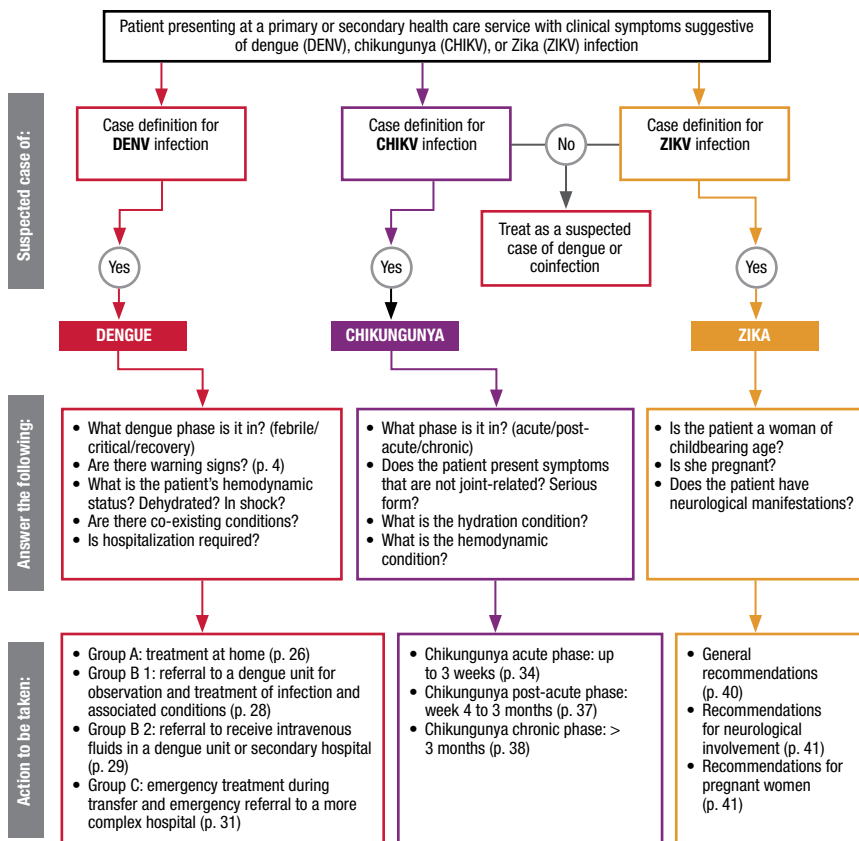 Patient presenting at a primary or secondary health care service with clinical symptoms suggestive
of dengue (DENV), chikungunya (CHIKV), or Zika (ZIKV) infection
Suspected case of:
Case definition for
DENV infection
Case definition for
CHIKV infection
No
Case definition for
ZIKV infection
Treat as a suspected
case of dengue or
coinfection
Yes
Yes
Yes
DENGUE
CHIKUNGUNYA
ZIKA
Answer the following:
• What dengue phase is it in? (febrile/
critical/recovery)
• Are there warning signs? (p. 4)
• What is the patient's hemodynamic
status? Dehydrated? In shock?
• Are there co-existing conditions?
• Is hospitalization required?
• What phase is it in? (acute/post-
acute/chronic)
• Does the patient present symptoms
that are not joint-related? Serious
form?
• What is the hydration condition?
• What is the hemodynamic
condition?
• Is the patient a woman of
childbearing age?
• Is she pregnant?
• Does the patient have
neurological manifestations?
Action to be taken:
• Group A: treatment at home (p. 26)
• Group B 1: referral to a dengue unit for
observation and treatment of infection and
associated conditions (p. 28)
• Group B 2: referral to receive intravenous
fluids in a dengue unit or secondary hospital
(p. 29)
• Group C: emergency treatment during
transfer and emergency referral to a more
complex hospital (p. 31)
• Chikungunya acute phase: up
to 3 weeks (p. 34)
• Chikungunya post-acute phase:
week 4 to 3 months (p. 37)
• Chikungunya chronic phase: >
3 months (p. 38)
• General
recommendations
(p. 40)
• Recommendations
for neurological
involvement (p. 41)
• Recommendations for
pregnant women
(p. 41)